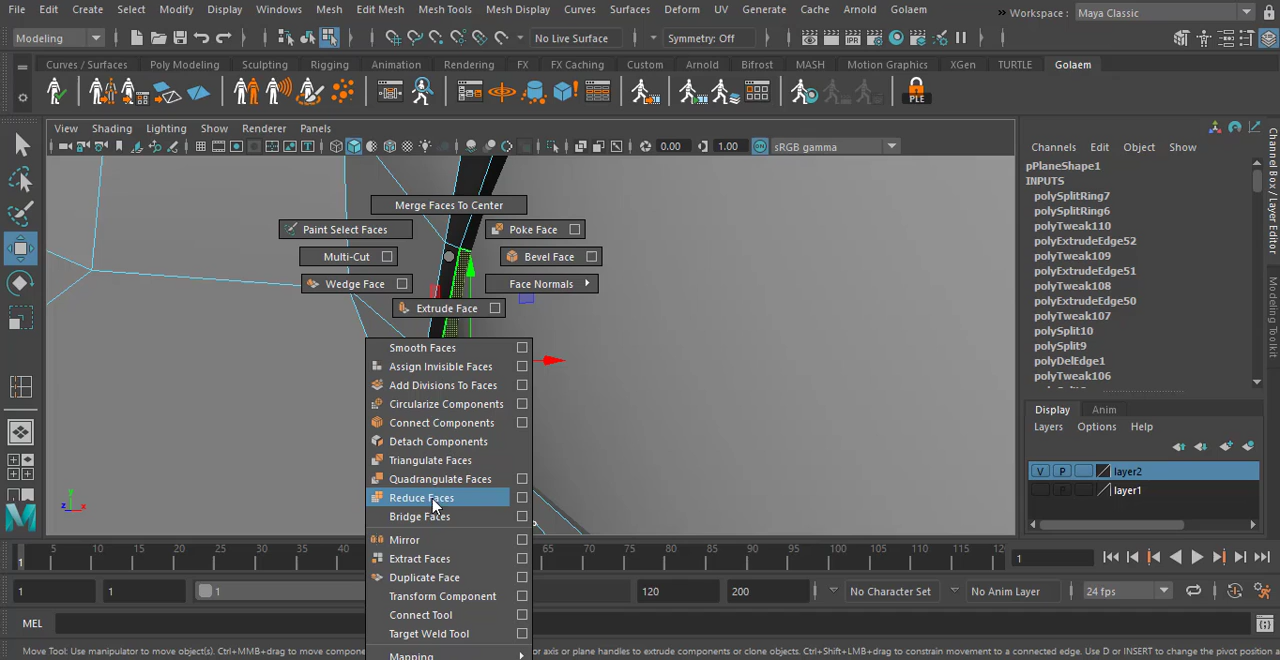 File Edit Create Select Modify Display Windows Mesh Edit Mesh Mesh Tools Mesh Display Curves Surfaces Deform UV Generate Cache Arnold Golaem » Workspace : Maya Classic
Modeling No Live Surface Symmetry: Off
Curves / Surfaces Poly Modeling Sculpting Rigging Animation Rendering FX FX Caching Custom Arnold Bifrost MASH Motion Graphics XGen TURTLE Golaem
PLE
View Shading Lighting Show Renderer Panels
0.00 1.00 ON sRGB gamma
Channels Edit Object Show
pPlaneShape1
INPUTS
polySplitRing7
polySplitRing6
polyTweak110
polyExtrudeEdge52
polyTweak109
polyExtrudeEdge51
polyTweak108
polyExtrudeEdge50
polyTweak107
polySplit10
polySplit9
polyDelEdge1
polyTweak106
Channel Box / Layer Editor
Modeling Toolkit
Merge Faces To Center
Paint Select Faces
Poke Face
Multi-Cut
Bevel Face
Wedge Face
Face Normals
Extrude Face
Smooth Faces
Assign Invisible Faces
Add Divisions To Faces
Circularize Components
Connect Components
Detach Components
Triangulate Faces
Quadrangulate Faces
Reduce Faces
Bridge Faces
Mirror
Extract Faces
Duplicate Face
Transform Component
Connect Tool
Target Weld Tool
Mapping
Display Anim
Layers Options Help
V P layer2
P layer1
y
z x
5 10 15 20 25 30 35 40 65 70 75 80 85 90 95 100 105 110 115 120
1 1
1 1 1 120 200 No Character Set No Anim Layer 24 fps
MEL
Move Tool: Use manipulator to move object(s). Ctrl+MMB+drag to move compone axis or plane handles to extrude components or clone objects. Ctrl+Shift+LMB+drag to constrain movement to a connected edge. Use D or INSERT to change the pivot position a